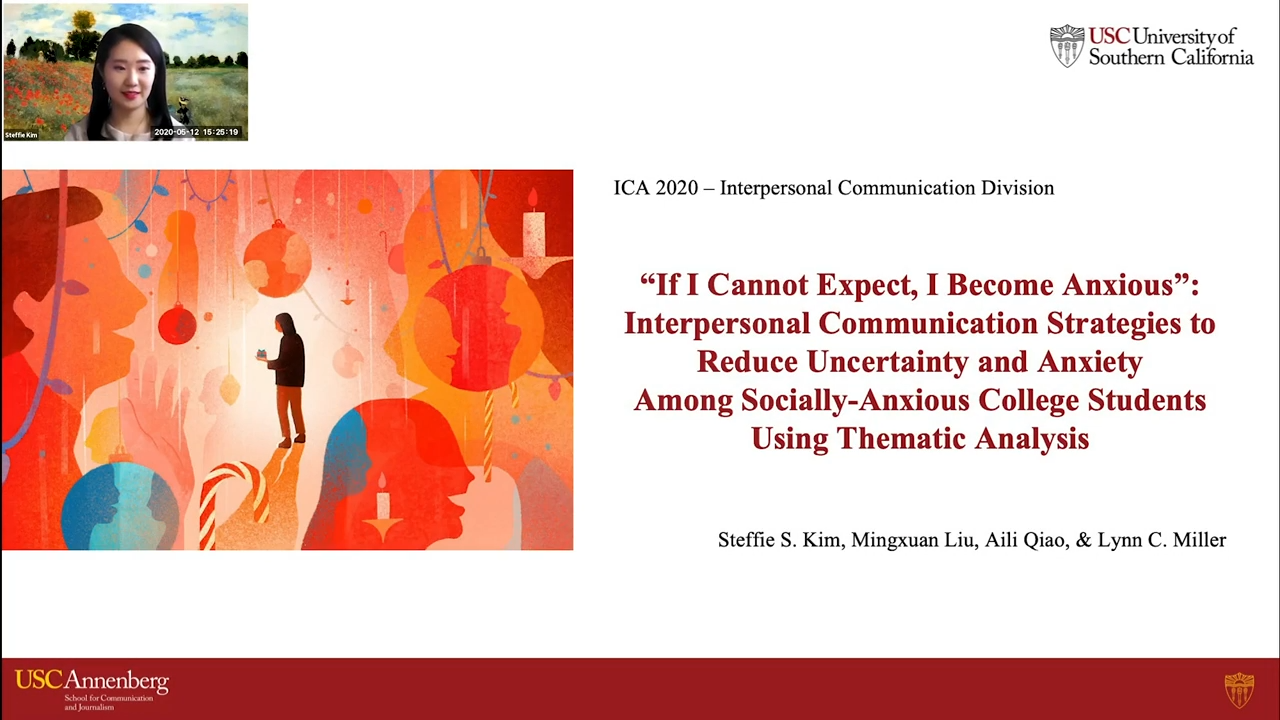 Steffie Kim
2020-05-12 15:25:19
USC University of
Southern California
ICA 2020 – Interpersonal Communication Division
“If I Cannot Expect, I Become Anxious”:
Interpersonal Communication Strategies to
Reduce Uncertainty and Anxiety
Among Socially-Anxious College Students
Using Thematic Analysis
Steffie S. Kim, Mingxuan Liu, Aili Qiao, & Lynn C. Miller
USC Annenberg
School for Communication
and Journalism